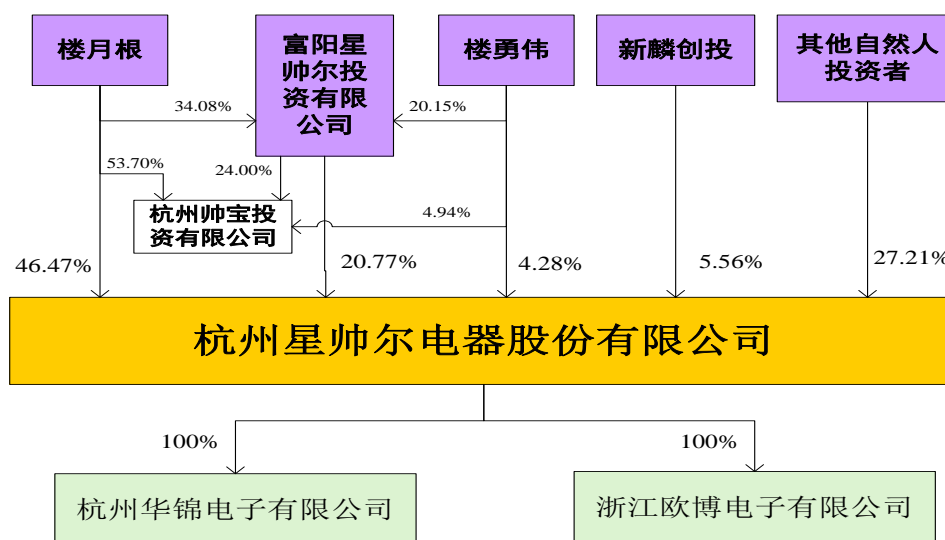 楼月根
富阳星
帅尔投
资有限
公司
楼勇伟
新麟创投
其他自然人
投资者
34.08%
20.15%
53.70%
24.00%
杭州帅宝投
资有限公司
4.94%
46.47%
20.77%
4.28%
5.56%
27.21%
杭州星帅尔电器股份有限公司
100%
100%
杭州华锦电子有限公司
浙江欧博电子有限公司